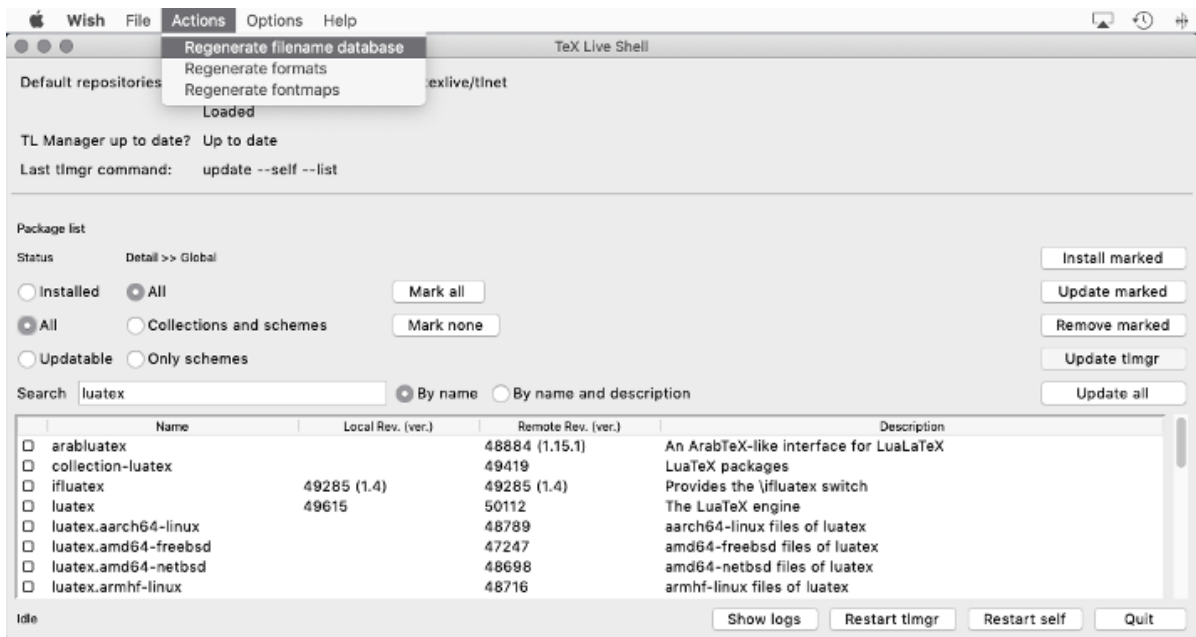 Wish File Actions Options Help
TeX Live Shell
Regenerate filename database
Regenerate formats
Regenerate fontmaps
Default repositories exlive/tlnet
Loaded
TL Manager up to date? Up to date
Last tlmgr command: update --self --list
Package list
Status Detail >> Global
Installed All Mark all Install marked
All Collections and schemes Mark none Update marked
Updatable Only schemes Remove marked
Update tlmgr
Search luatex By name By name and description Update all
Name Local Rev. (ver.) Remote Rev. (ver.) Description
arabluatex 48884 (1.15.1) An ArabTeX-like interface for LuaLaTeX
collection-luatex 49419 LuaTeX packages
ifluatex 49285 (1.4) 49285 (1.4) Provides the \ifluatex switch
luatex 49615 50112 The LuaTeX engine
luatex.aarch64-linux 48789 aarch64-linux files of luatex
luatex.amd64-freebsd 47247 amd64-freebsd files of luatex
luatex.amd64-netbsd 48698 amd64-netbsd files of luatex
luatex.armhf-linux 48716 armhf-linux files of luatex
Idle Show logs Restart tlmgr Restart self Quit